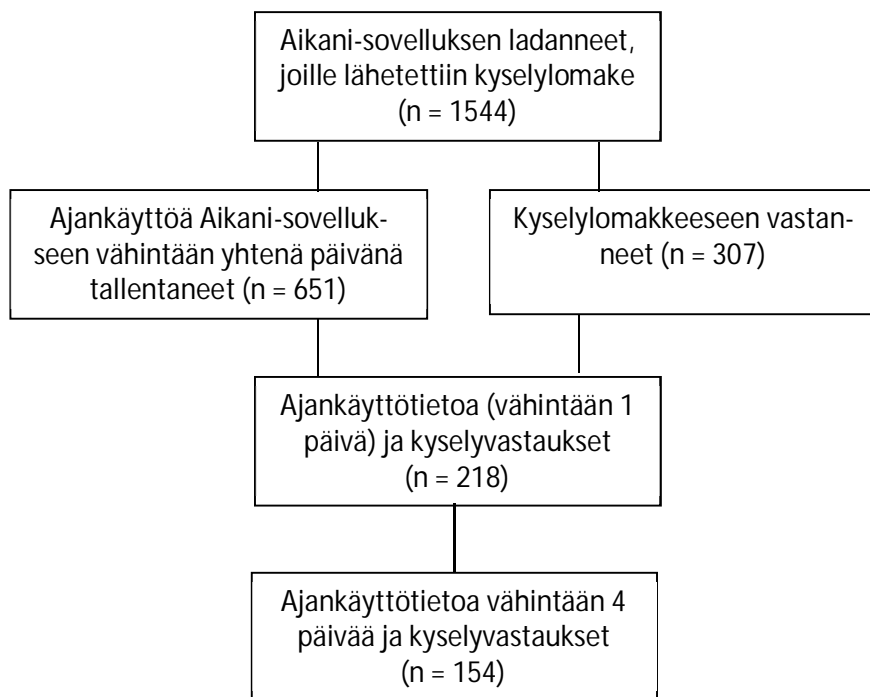 Aikani-sovelluksen ladanneet,
joille lähetettiin kyselylomake
(n = 1544)
Ajankäyttöä Aikani-sovelluk-
seen vähintään yhtenä päivänä
tallentaneet (n = 651)
Kyselylomakkeeseen vastan-
neet (n = 307)
Ajankäyttötietoa (vähintään 1
päivä) ja kyselyvastaukset
(n = 218)
Ajankäyttötietoa vähintään 4
päivää ja kyselyvastaukset
(n = 154)